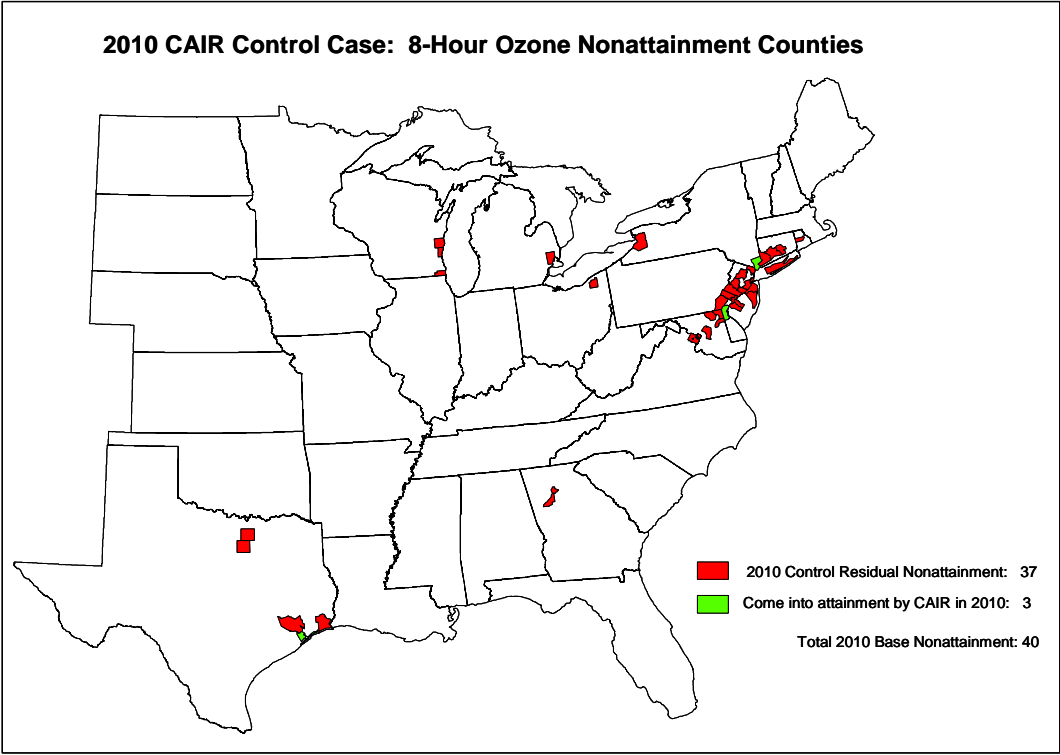 2010 CAIR Control Case: 8-Hour Ozone Nonattainment Counties
2010 Control Residual Nonattainment: 37
Come into attainment by CAIR in 2010: 3
Total 2010 Base Nonattainment: 40